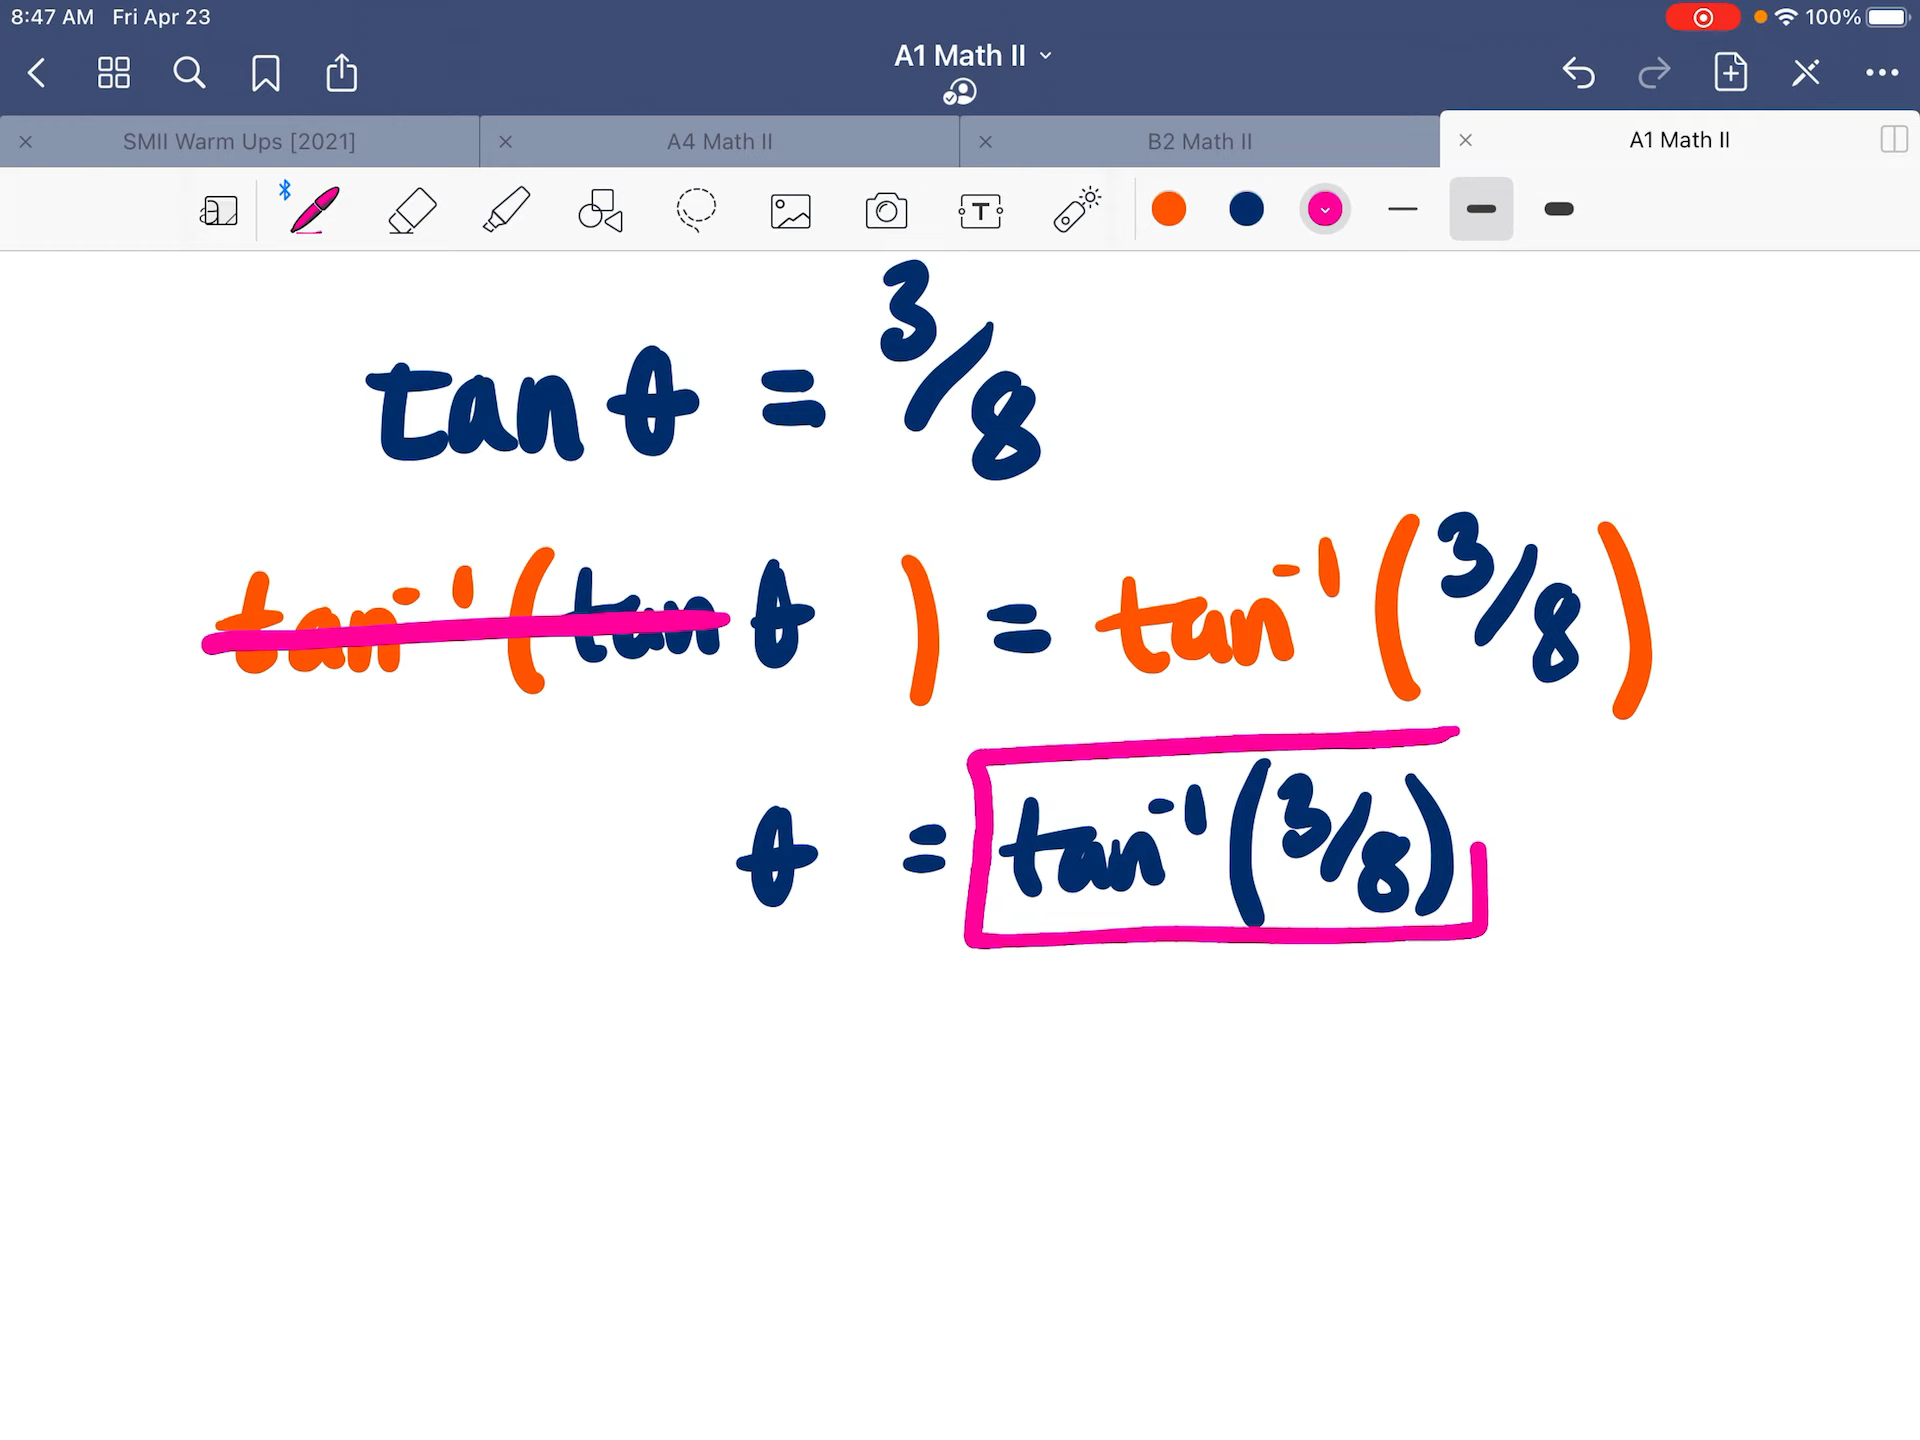 8:47 AM Fri Apr 23 100%
A1 Math II
SMII Warm Ups [2021] A4 Math II B2 Math II A1 Math II
T
tan θ = 3/8
tan⁻¹(tan θ) = tan⁻¹(3/8)
θ = tan⁻¹(3/8)